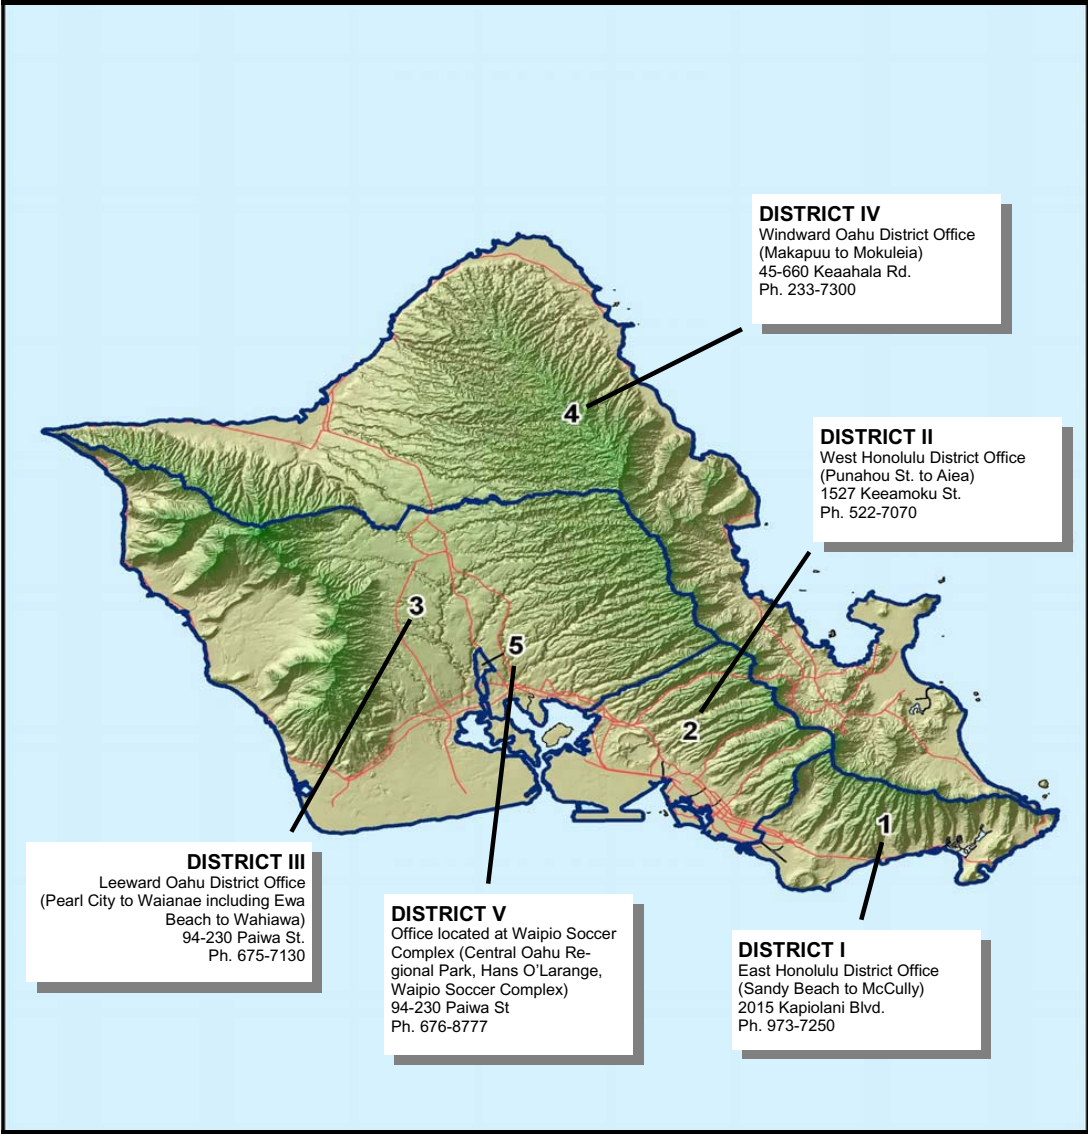 DISTRICT IV
Windward Oahu District Office
(Makapuu to Mokuleia)
45-660 Keaahala Rd.
Ph. 233-7300
4
DISTRICT II
West Honolulu District Office
(Punahou St. to Aiea)
1527 Keeamoku St.
Ph. 522-7070
3
5
2
1
DISTRICT III
Leeward Oahu District Office
(Pearl City to Waianae including Ewa
Beach to Wahiawa)
94-230 Paiwa St.
Ph. 675-7130
DISTRICT V
Office located at Waipio Soccer
Complex (Central Oahu Re-
gional Park, Hans O'Larange,
Waipio Soccer Complex)
94-230 Paiwa St
Ph. 676-8777
DISTRICT I
East Honolulu District Office
(Sandy Beach to McCully)
2015 Kapiolani Blvd.
Ph. 973-7250